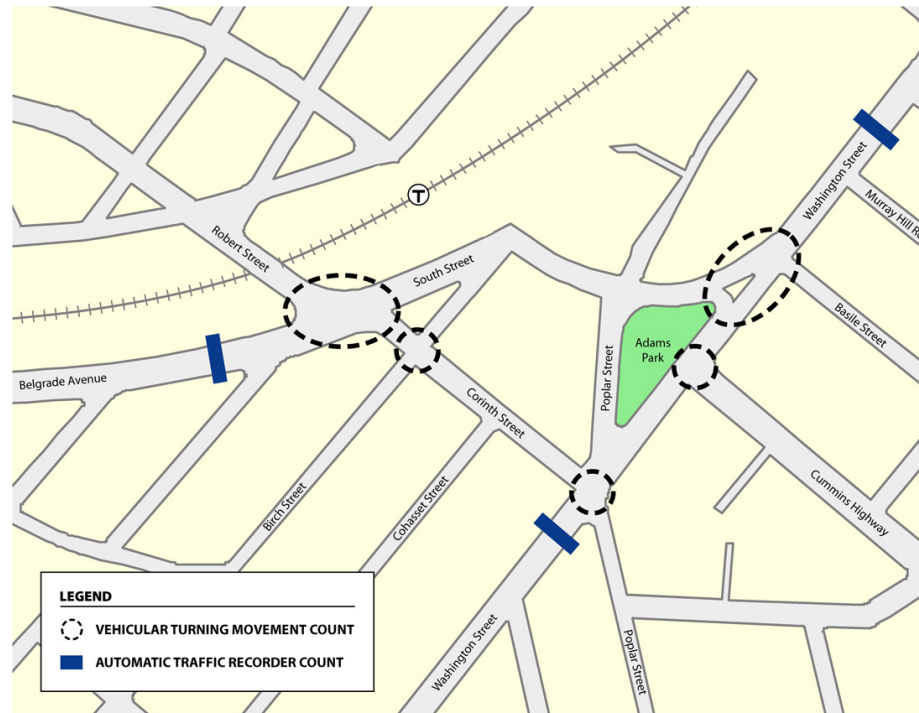 Washington Street
Murray Hill R
T
Robert Street
South Street
Basile Street
Adams
Park
Belgrade Avenue
Poplar Street
Corinth Street
Cummins Highway
Birch Street
Cohasset Street
Washington Street
Poplar Street
LEGEND
VEHICULAR TURNING MOVEMENT COUNT
AUTOMATIC TRAFFIC RECORDER COUNT